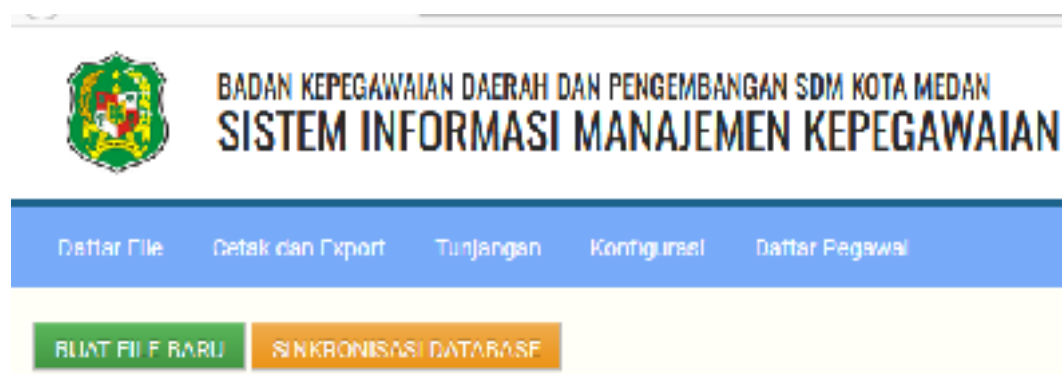 BADAN KEPEGAWAIAN DAERAH DAN PENGEMBANGAN SDM KOTA MEDAN
SISTEM INFORMASI MANAJEMEN KEPEGAWAIAN
Daftar File Cetak dan Export Tunjangan Konfigurasi Daftar Pegawai
BUAT FILE BARU SINKRONISASI DATABASE